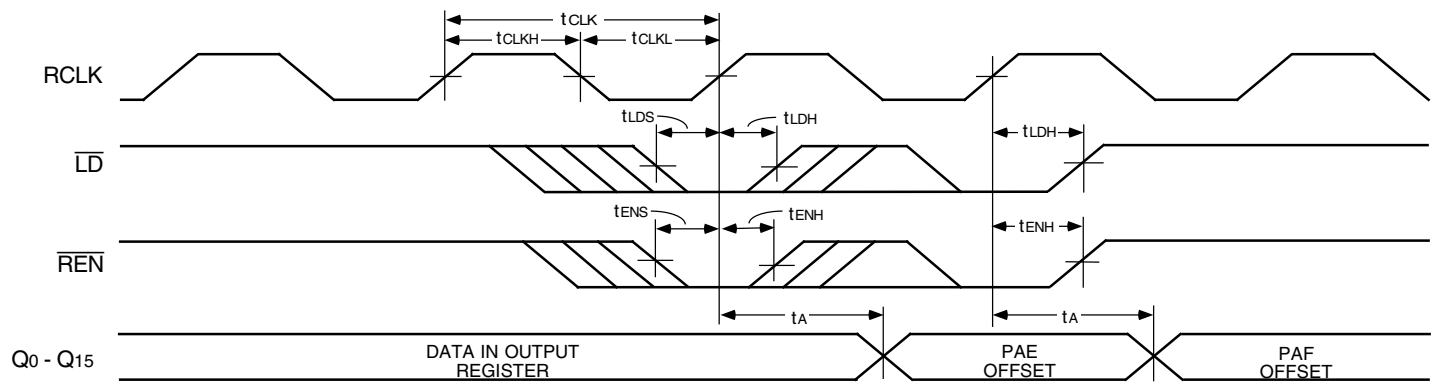 tCLK
tCLKH tCLKL
RCLK
tLDS tLDH tLDH
LD
tENS tENH tENH
REN
tA tA
Q0 - Q15 DATA IN OUTPUT REGISTER PAE OFFSET PAF OFFSET